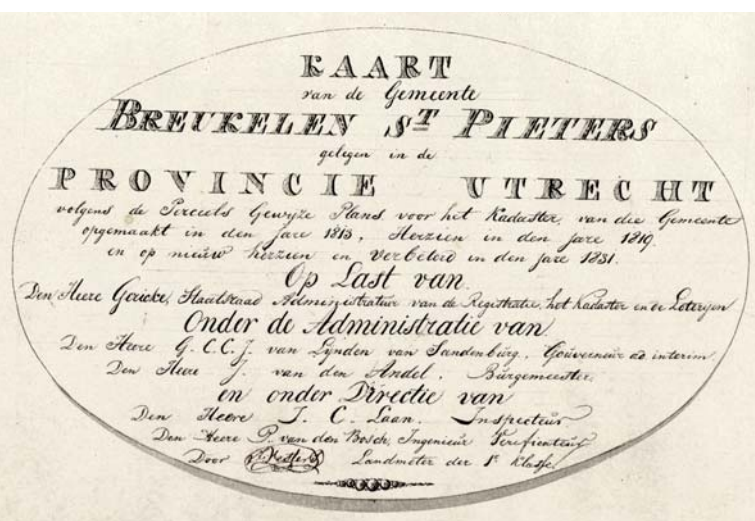 KAART
van de Gemeente
BREUKELEN ST PIETERS
gelegen in de
PROVINCIE UTRECHT
volgens de Perceels Gewyze Plans voor het Kadaster van die Gemeente
opgemaakt in den jare 1813, Herzien in den jare 1819,
en op nieuw herzien en verbeterd in den jare 1831.
Op Last van
Den Heere Gericke, Staatsraad Administrateur van de Registratie, het Kadaster en de Loteryen
Onder de Administratie van
Den Heere G. C. C. J. van Lynden van Sandenburg, Gouverneur ad interim
Den Heere J. van den Andel, Burgemeester
en onder Directie van
Den Heere J. C. Laan, Inspecteur
Den Heere P. van den Bosch, Ingenieur Verificateur
Door Landmeter der 1e Klasse